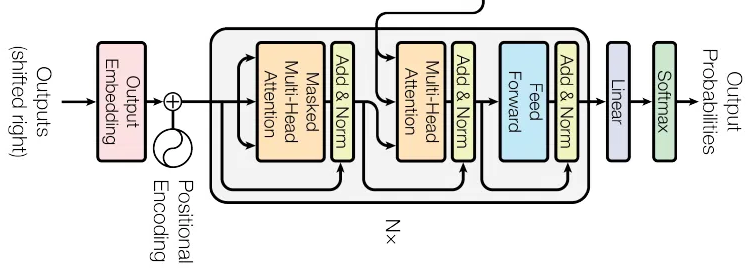 Outputs
(shifted right)
Output
Embedding
Positional
Encoding
Masked
Multi-Head
Attention
Add & Norm
Multi-Head
Attention
Add & Norm
Feed
Forward
Add & Norm
N×
Linear
Softmax
Output
Probabilities